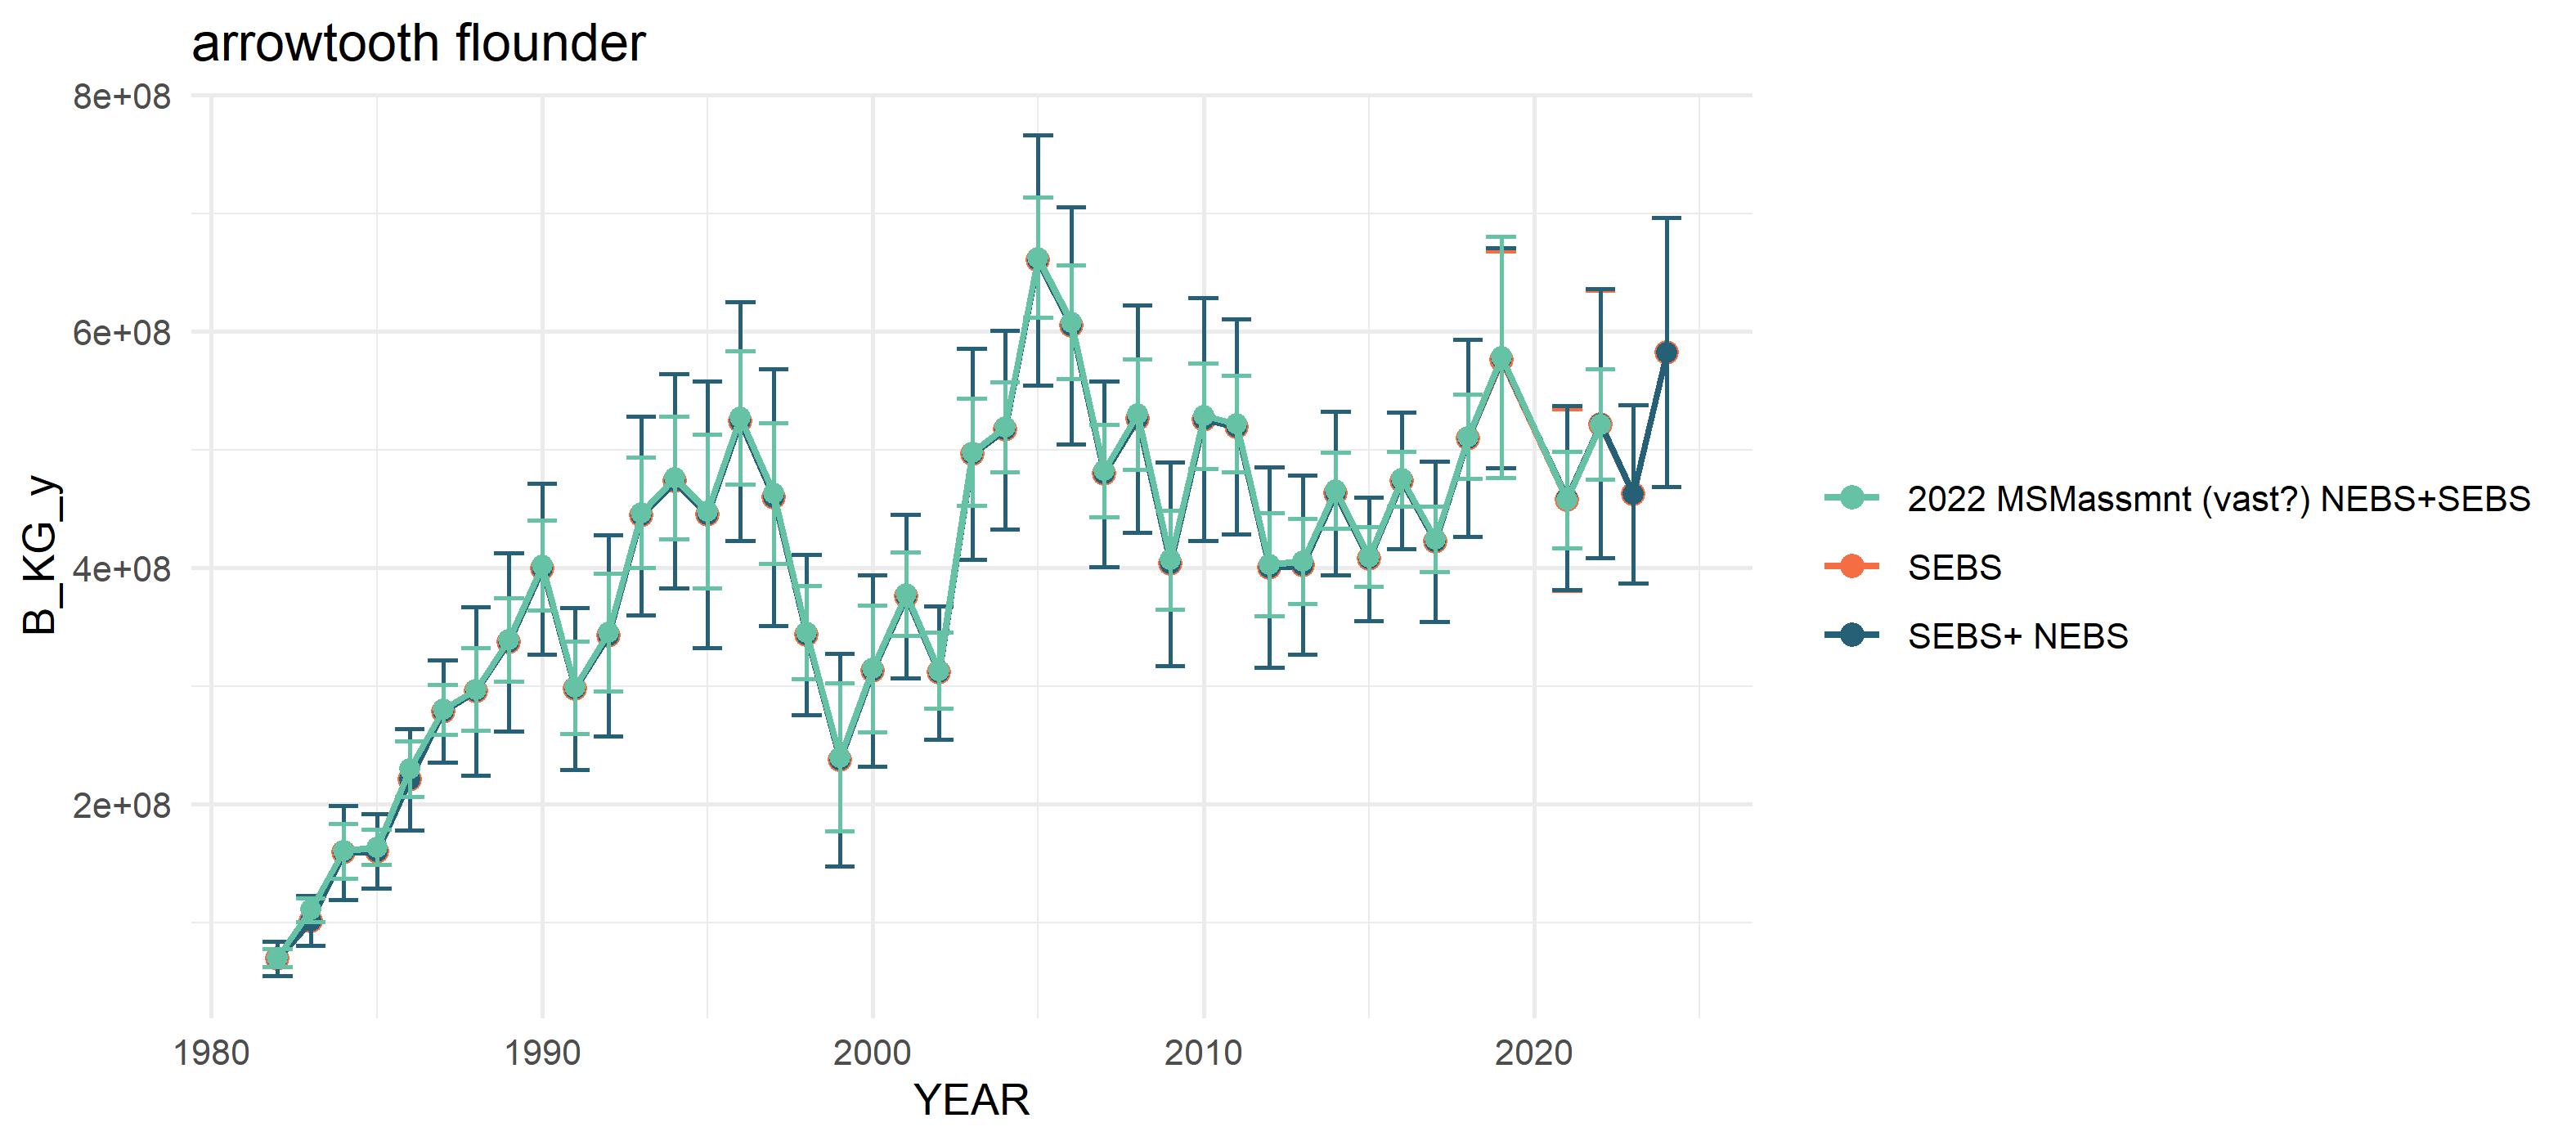 arrowtooth flounder
8e+08
6e+08
4e+08
2e+08
B_KG_y
1980 1990 2000 2010 2020
YEAR
2022 MSMassmnt (vast?) NEBS+SEBS
SEBS
SEBS+ NEBS